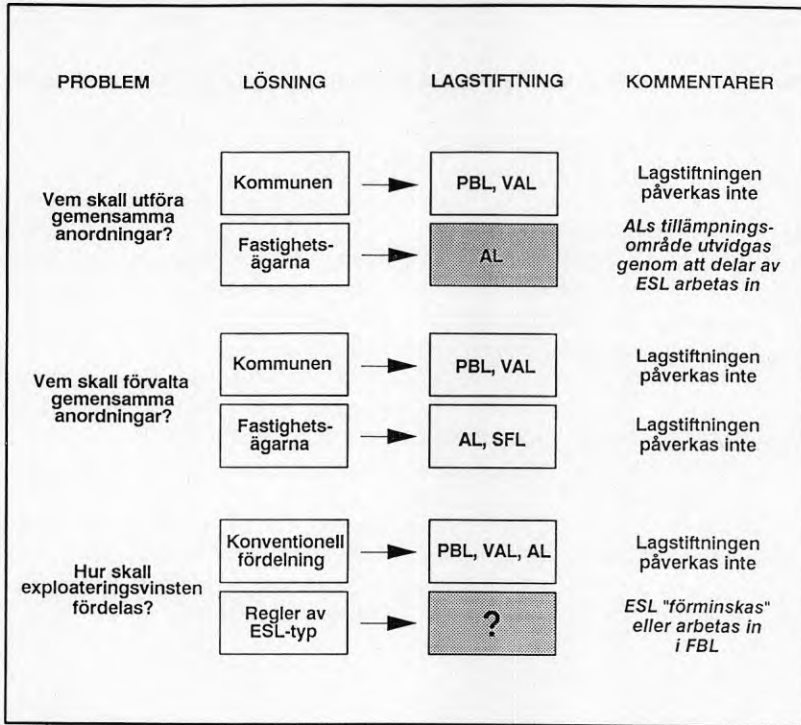 PROBLEM LÖSNING LAGSTIFTNING KOMMENTARER
Vem skall utföra
gemensamma
anordningar?
Kommunen
PBL, VAL
Lagstiftningen
påverkas inte
Fastighets-
ägarna
AL
ALs tillämpnings-
område utvidgas
genom att delar av
ESL arbetas in
Vem skall förvalta
gemensamma
anordningar?
Kommunen
PBL, VAL
Lagstiftningen
påverkas inte
Fastighets-
ägarna
AL, SFL
Lagstiftningen
påverkas inte
Hur skall
exploateringsvinsten
fördelas?
Konventionell
fördelning
PBL, VAL, AL
Lagstiftningen
påverkas inte
Regler av
ESL-typ
?
ESL "förminskas"
eller arbetas in
i FBL